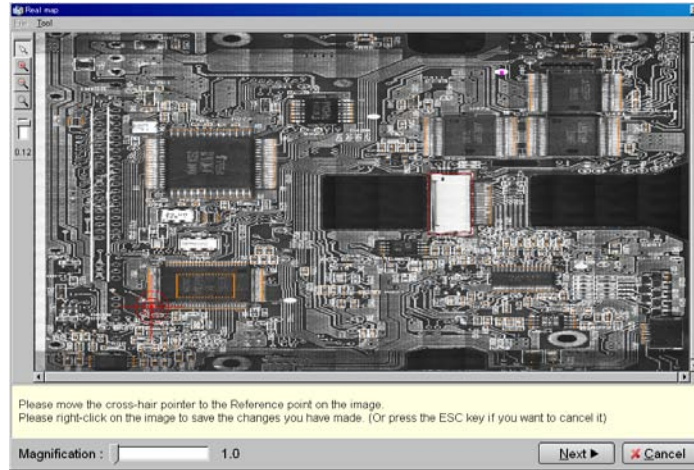 Real map
File Tool
0.12
Please move the cross-hair pointer to the Reference point on the image.
Please right-click on the image to save the changes you have made. (Or press the ESC key if you want to cancel it)
Magnification : 1.0 Next Cancel